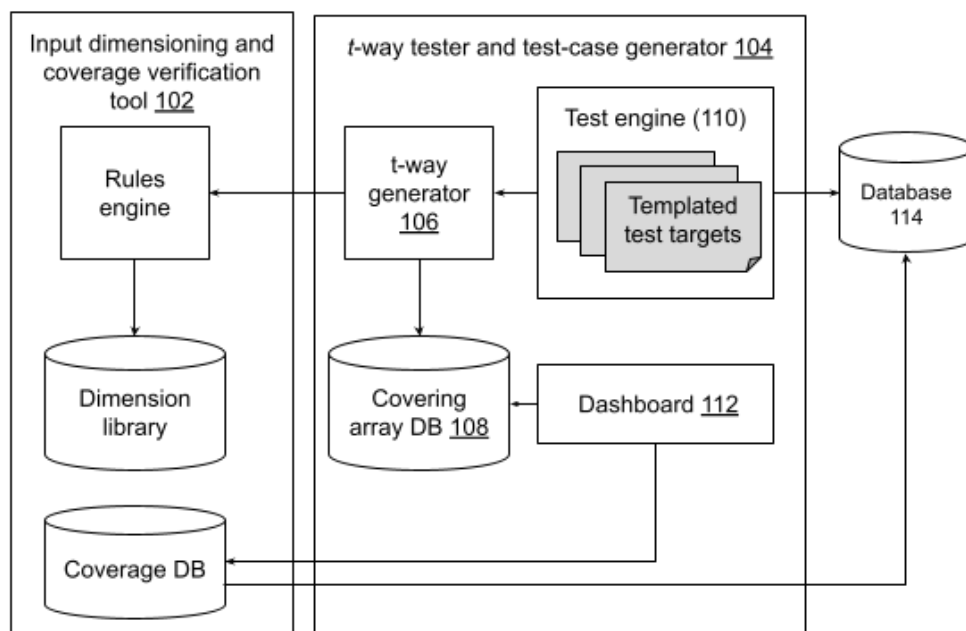 Input dimensioning and
coverage verification
tool 102
t-way tester and test-case generator 104
Rules
engine
t-way
generator
106
Test engine (110)
Templated
test targets
Database
114
Dimension
library
Covering
array DB 108
Dashboard 112
Coverage DB